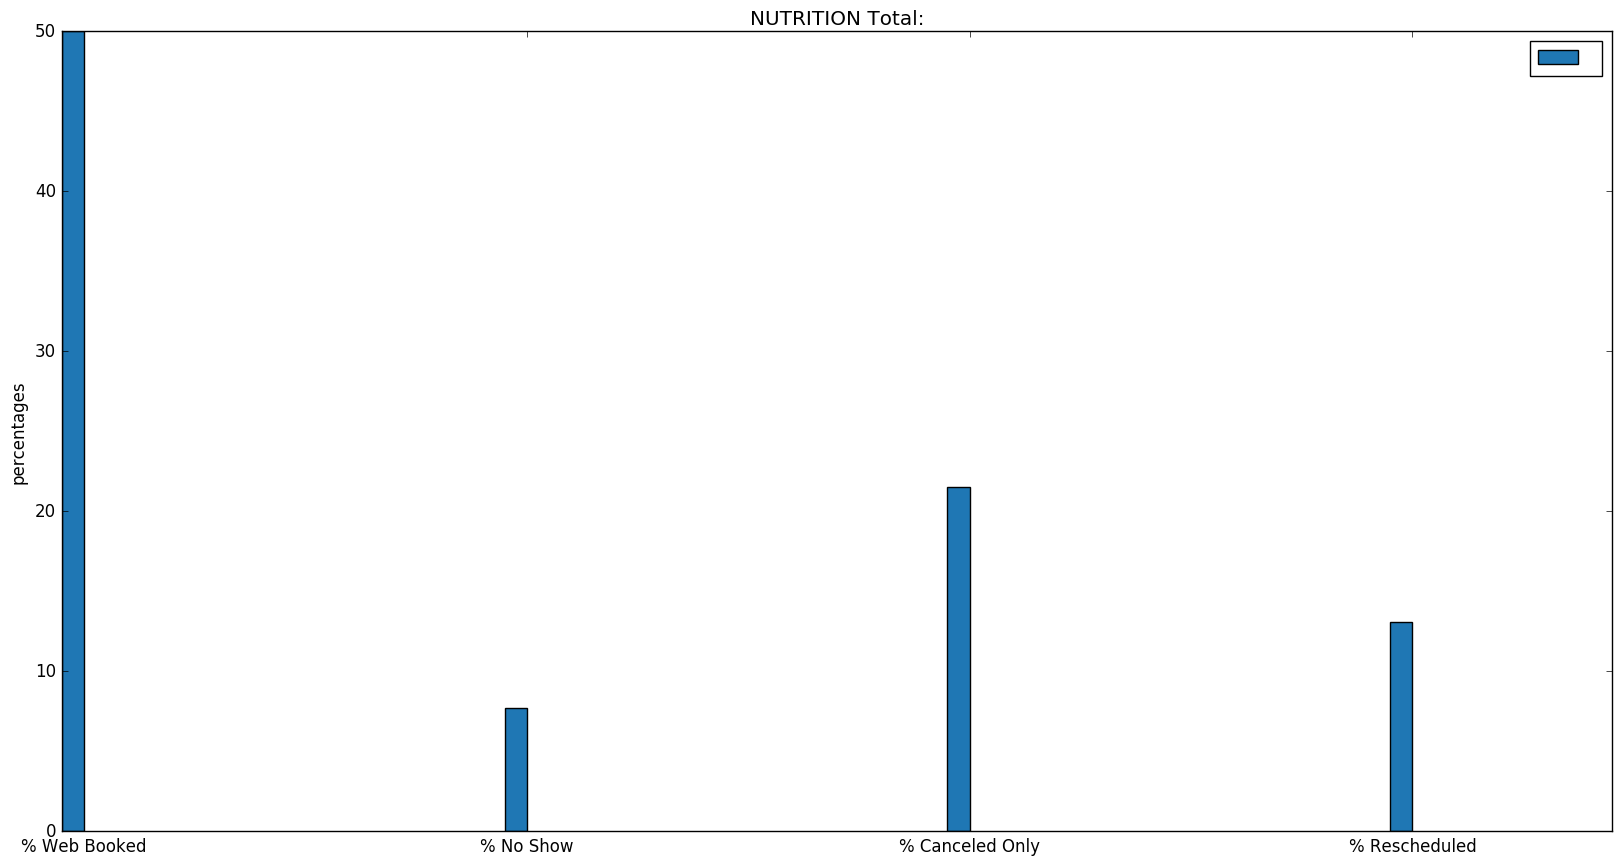 NUTRITION Total:
50
40
30
20
10
0
percentages
% Web Booked
% No Show
% Canceled Only
% Rescheduled